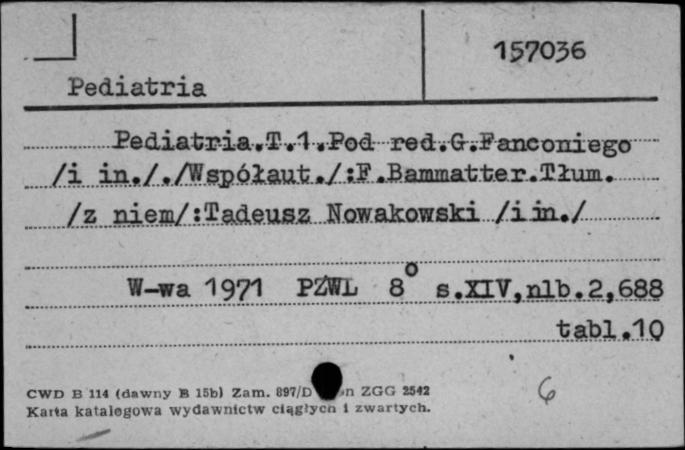 157036
Pediatria
Pediatria.T.1.Pod red.G.Fanconiego
/i in././Współaut./:F.Bammatter.Tłum.
/z niem/:Tadeusz Nowakowski /i in./
W-wa 1971 PZWL 8° s.XIV,nlb.2,688
tabl.10
CWD B 114 (dawny B 15b) Zam. 897/D ZGG 2542
Karta katalogowa wydawnictw ciągłych i zwartych.
6